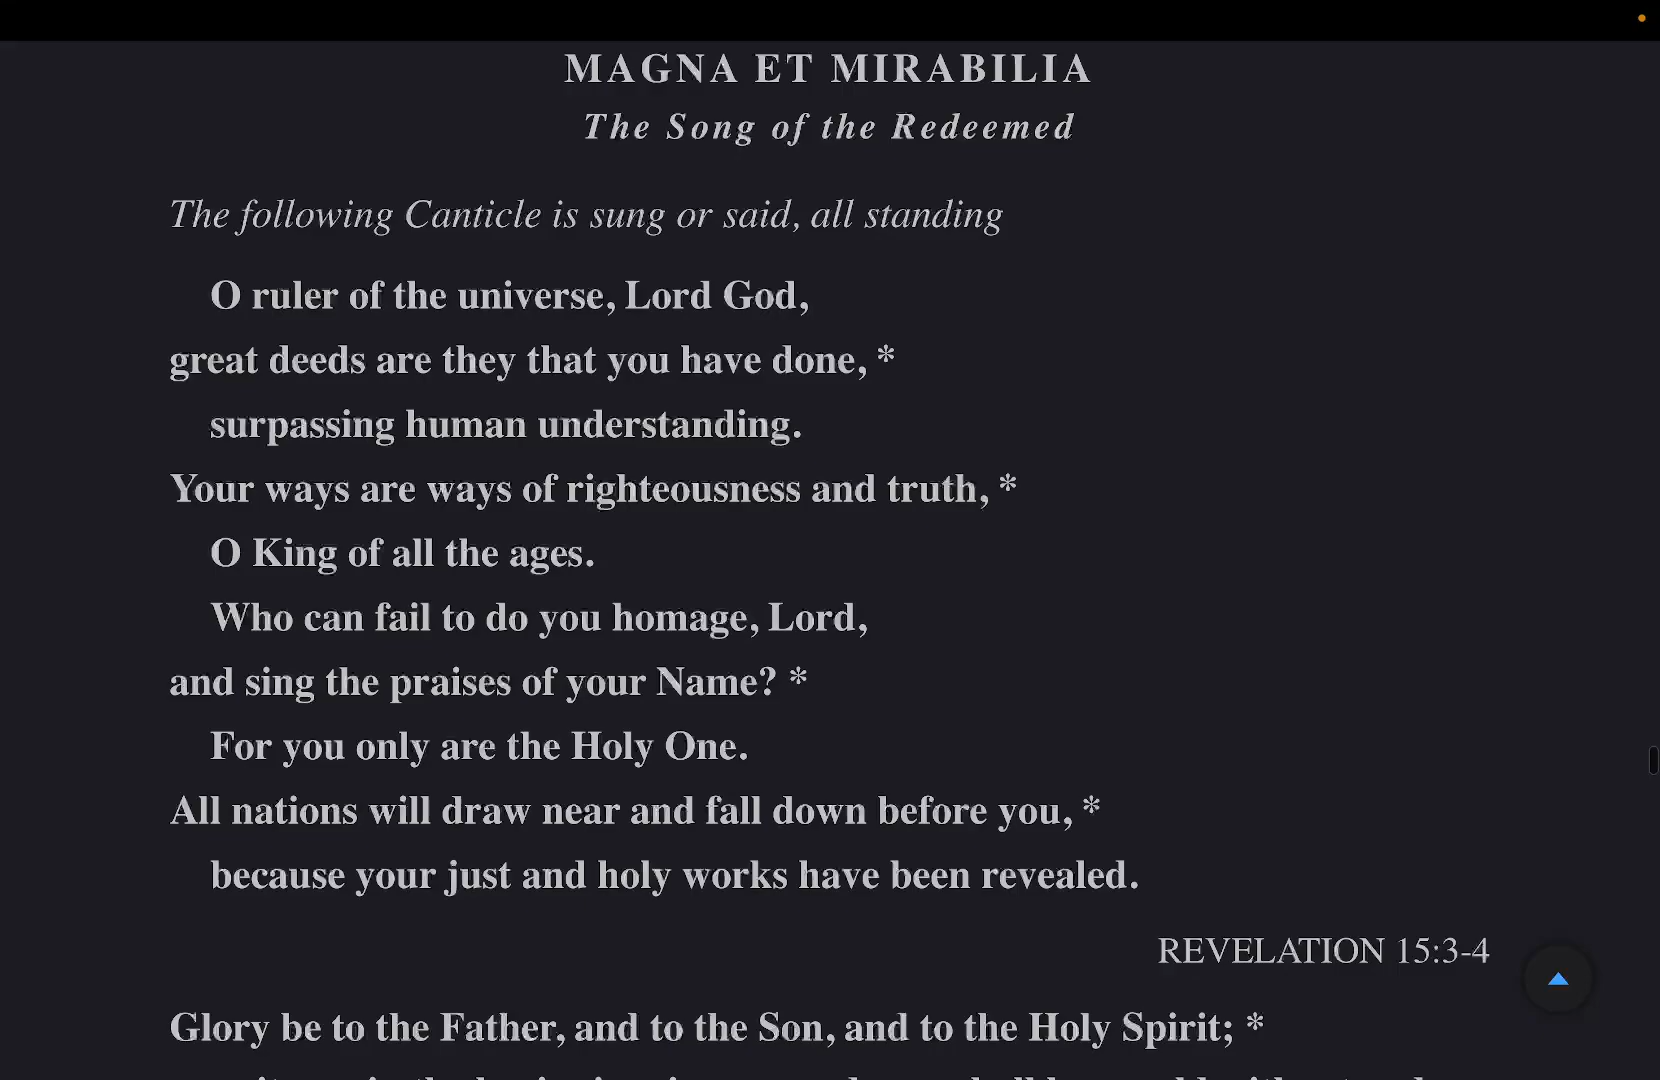 MAGNA ET MIRABILIA
The Song of the Redeemed
The following Canticle is sung or said, all standing
O ruler of the universe, Lord God,
great deeds are they that you have done, *
surpassing human understanding.
Your ways are ways of righteousness and truth, *
O King of all the ages.
Who can fail to do you homage, Lord,
and sing the praises of your Name? *
For you only are the Holy One.
All nations will draw near and fall down before you, *
because your just and holy works have been revealed.
REVELATION 15:3-4
Glory be to the Father, and to the Son, and to the Holy Spirit; *